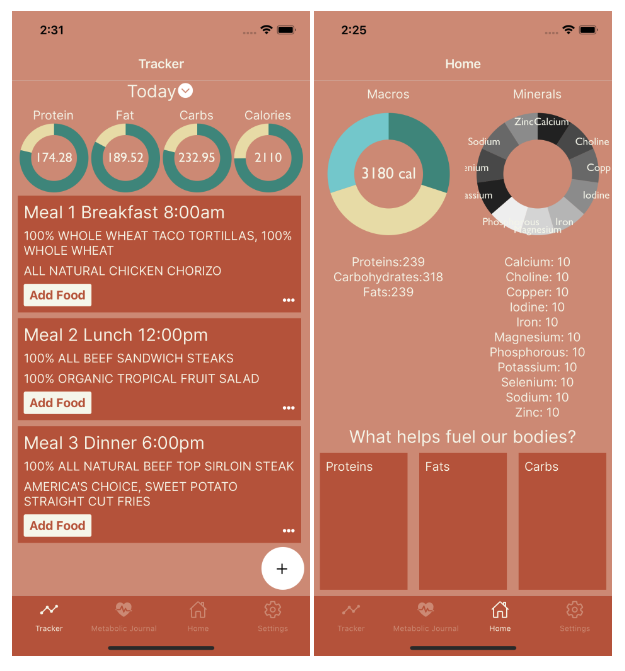 2:31
Tracker
Today
Protein Fat Carbs Calories
174.28 189.52 232.95 2110
Meal 1 Breakfast 8:00am
100% WHOLE WHEAT TACO TORTILLAS, 100%
WHOLE WHEAT
ALL NATURAL CHICKEN CHORIZO
Add Food
Meal 2 Lunch 12:00pm
100% ALL BEEF SANDWICH STEAKS
100% ORGANIC TROPICAL FRUIT SALAD
Add Food
Meal 3 Dinner 6:00pm
100% ALL NATURAL BEEF TOP SIRLOIN STEAK
AMERICA'S CHOICE, SWEET POTATO
STRAIGHT CUT FRIES
Add Food
+
Tracker Metabolic Journal Home Settings
2:25
Home
Macros
3180 cal
Proteins:239
Carbohydrates:318
Fats:239
Minerals
Zinc Calcium
Sodium Choline
enium Copp
assium Iodine
Iron
Magnesium
Calcium: 10
Choline: 10
Copper: 10
Iodine: 10
Iron: 10
Magnesium: 10
Phosphorous: 10
Potassium: 10
Selenium: 10
Sodium: 10
Zinc: 10
What helps fuel our bodies?
Proteins Fats Carbs
Tracker Metabolic Journal Home Settings